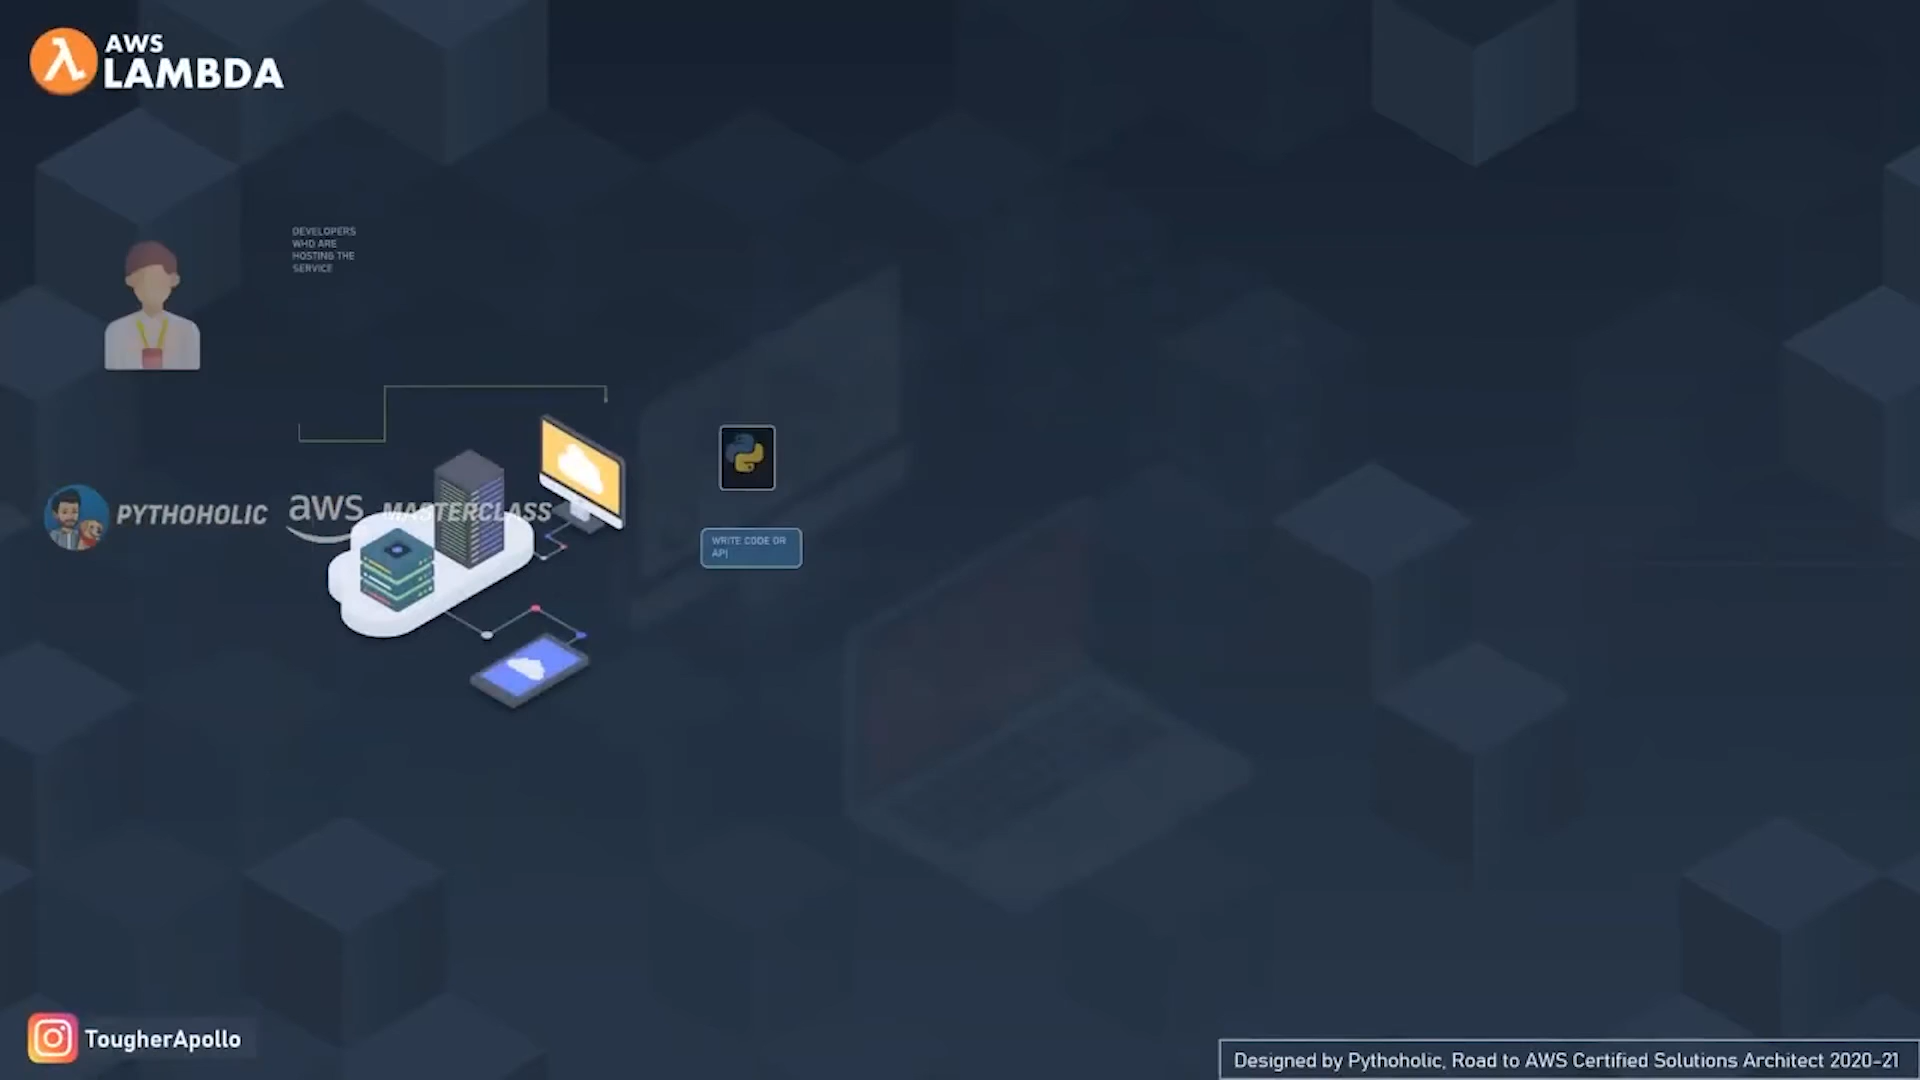 AWS
LAMBDA
DEVELOPERS
WHO ARE
HOSTING THE
SERVICE
PYTHOHOLIC aws MASTERCLASS
WRITE CODE OR
API
TougherApollo
Designed by Pythoholic, Road to AWS Certified Solutions Architect 2020-21